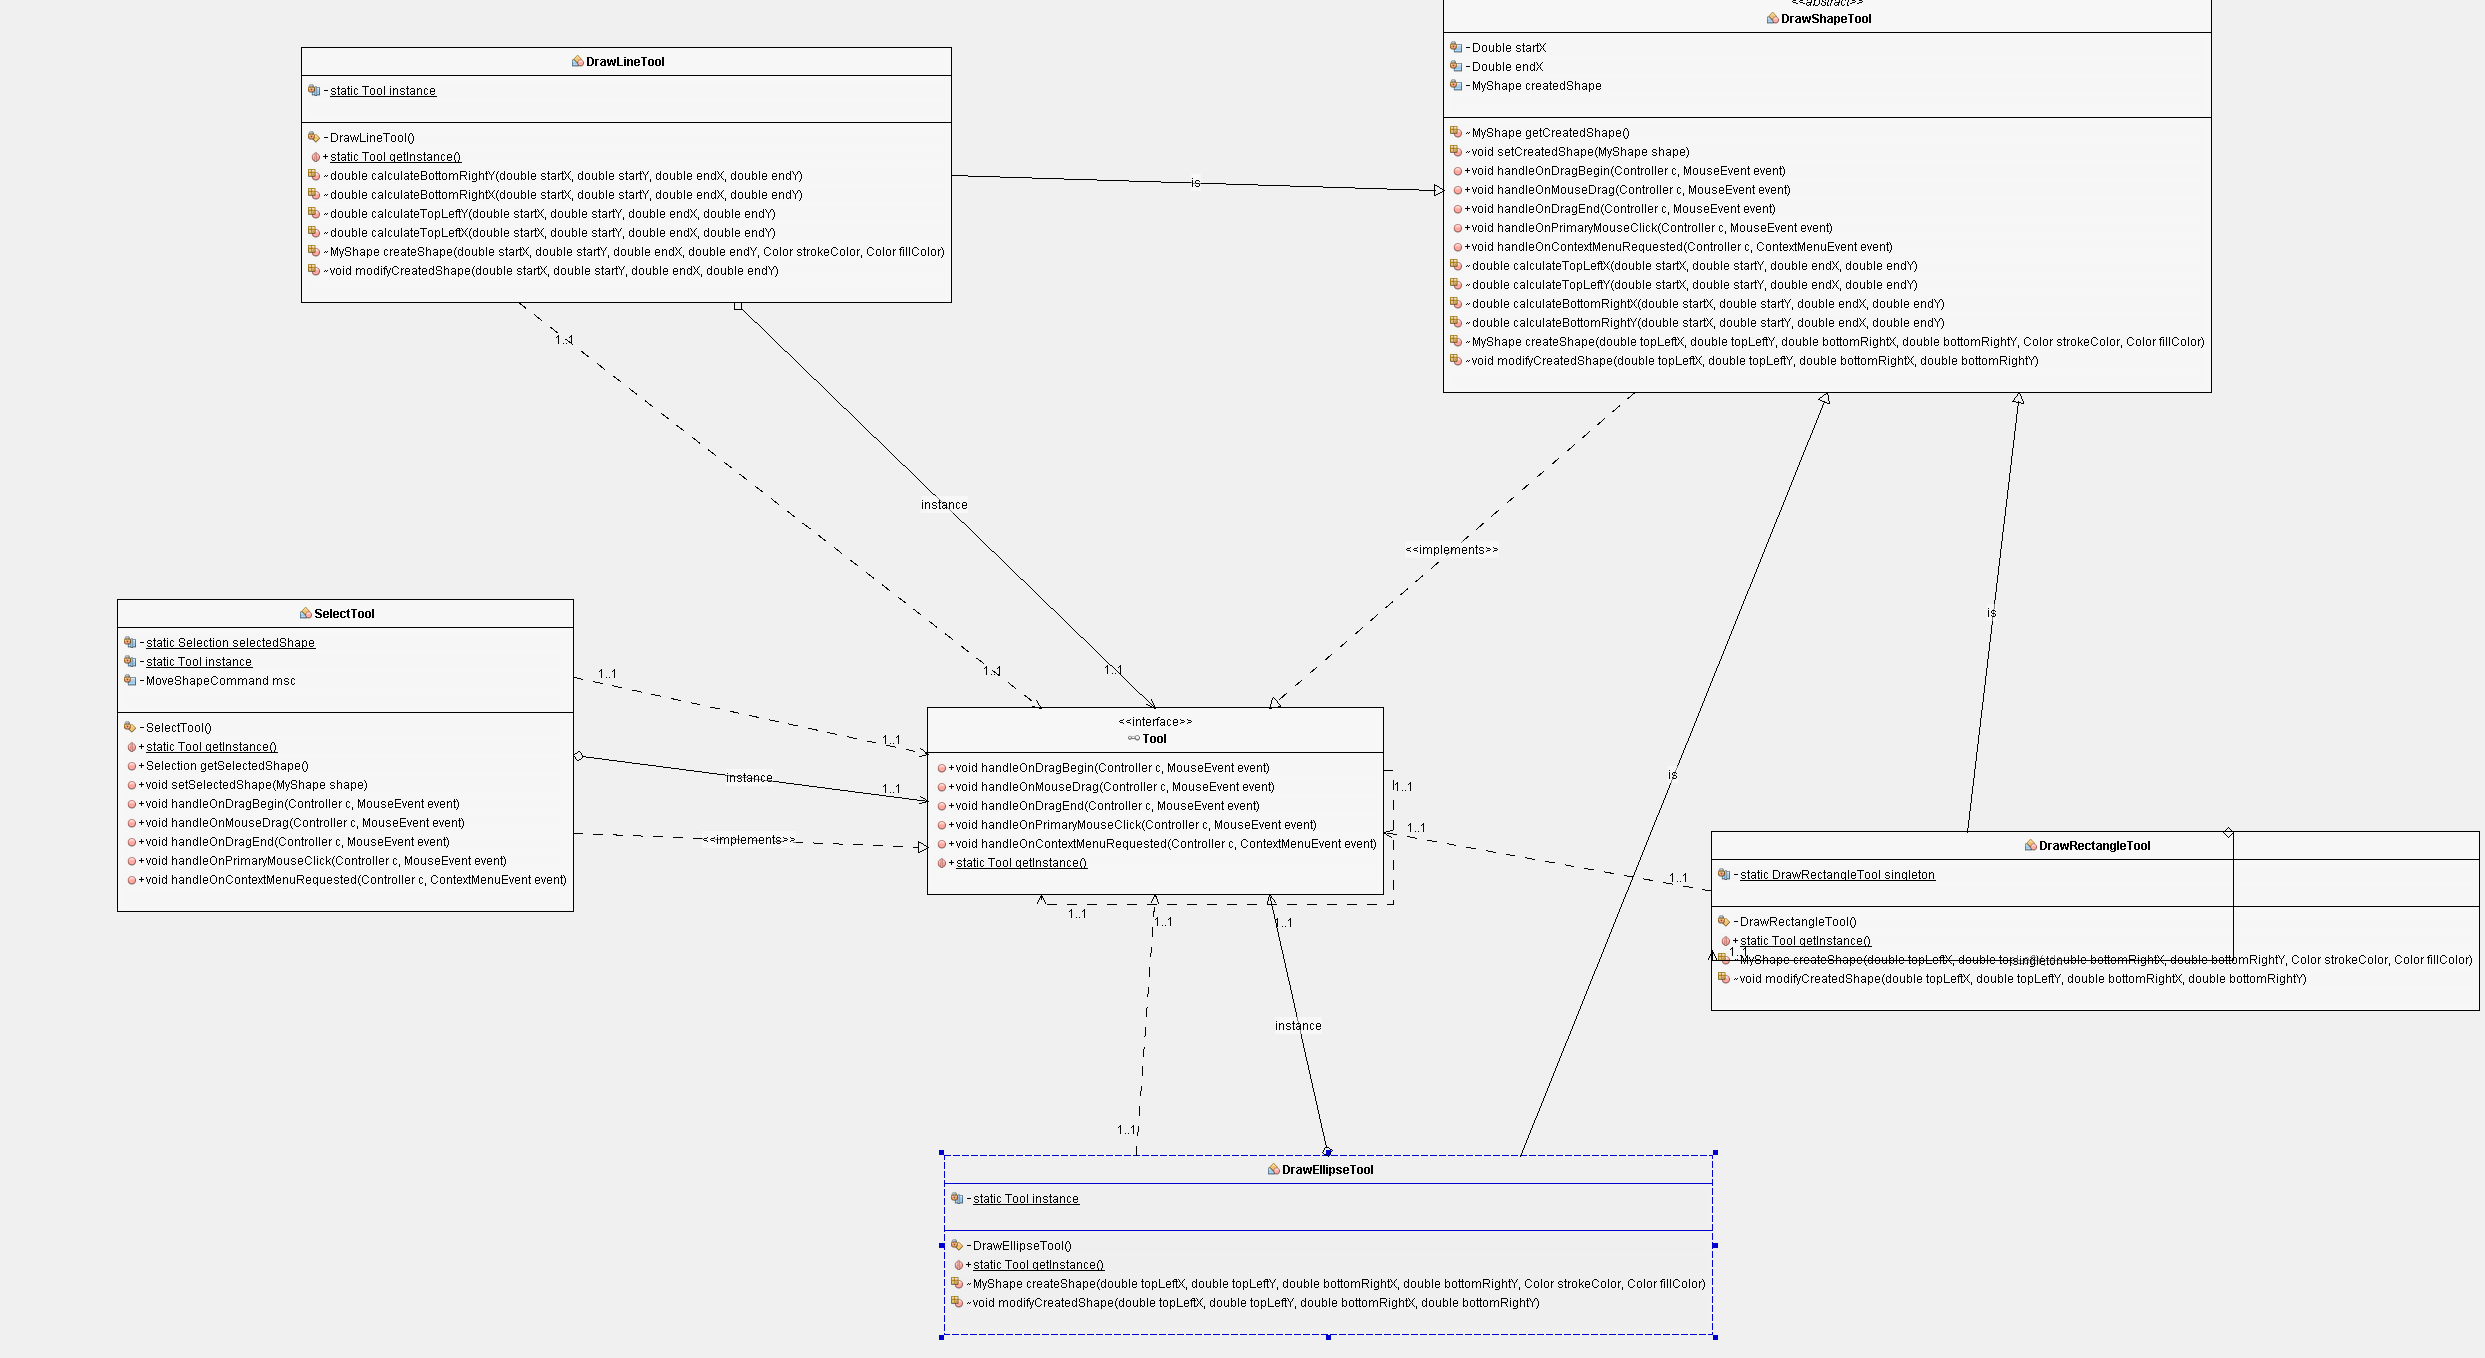 <<abstract>>
DrawShapeTool
-Double startX
-Double endX
-MyShape createdShape
~MyShape getCreatedShape()
~void setCreatedShape(MyShape shape)
+void handleOnDragBegin(Controller c, MouseEvent event)
+void handleOnMouseDrag(Controller c, MouseEvent event)
+void handleOnDragEnd(Controller c, MouseEvent event)
+void handleOnPrimaryMouseClick(Controller c, MouseEvent event)
+void handleOnContextMenuRequested(Controller c, ContextMenuEvent event)
~double calculateTopLeftX(double startX, double startY, double endX, double endY)
~double calculateTopLeftY(double startX, double startY, double endX, double endY)
~double calculateBottomRightX(double startX, double startY, double endX, double endY)
~double calculateBottomRightY(double startX, double startY, double endX, double endY)
~MyShape createShape(double topLeftX, double topLeftY, double bottomRightX, double bottomRightY, Color strokeColor, Color fillColor)
~void modifyCreatedShape(double topLeftX, double topLeftY, double bottomRightX, double bottomRightY)
DrawLineTool
-static Tool instance
-DrawLineTool()
+static Tool getInstance()
~double calculateBottomRightY(double startX, double startY, double endX, double endY)
~double calculateBottomRightX(double startX, double startY, double endX, double endY)
~double calculateTopLeftY(double startX, double startY, double endX, double endY)
~double calculateTopLeftX(double startX, double startY, double endX, double endY)
~MyShape createShape(double startX, double startY, double endX, double endY, Color strokeColor, Color fillColor)
~void modifyCreatedShape(double startX, double startY, double endX, double endY)
is
1..1
instance
<<implements>>
is
1..1
1..1
SelectTool
-static Selection selectedShape
-static Tool instance
-MoveShapeCommand msc
-SelectTool()
+static Tool getInstance()
+Selection getSelectedShape()
+void setSelectedShape(MyShape shape)
+void handleOnDragBegin(Controller c, MouseEvent event)
+void handleOnMouseDrag(Controller c, MouseEvent event)
+void handleOnDragEnd(Controller c, MouseEvent event)
+void handleOnPrimaryMouseClick(Controller c, MouseEvent event)
+void handleOnContextMenuRequested(Controller c, ContextMenuEvent event)
1..1
1..1
instance
1..1
<<implements>>
<<interface>>
Tool
+void handleOnDragBegin(Controller c, MouseEvent event)
+void handleOnMouseDrag(Controller c, MouseEvent event)
+void handleOnDragEnd(Controller c, MouseEvent event)
+void handleOnPrimaryMouseClick(Controller c, MouseEvent event)
+void handleOnContextMenuRequested(Controller c, ContextMenuEvent event)
+static Tool getInstance()
1..1
1..1
is
1..1
1..1
1..1
1..1
DrawRectangleTool
-static DrawRectangleTool singleton
-DrawRectangleTool()
+static Tool getInstance()
1..1
~MyShape createShape(double topLeftX, double topLeftY, double bottomRightX, double bottomRightY, Color strokeColor, Color fillColor)
singleton
~void modifyCreatedShape(double topLeftX, double topLeftY, double bottomRightX, double bottomRightY)
instance
1..1
DrawEllipseTool
-static Tool instance
-DrawEllipseTool()
+static Tool getInstance()
~MyShape createShape(double topLeftX, double topLeftY, double bottomRightX, double bottomRightY, Color strokeColor, Color fillColor)
~void modifyCreatedShape(double topLeftX, double topLeftY, double bottomRightX, double bottomRightY)